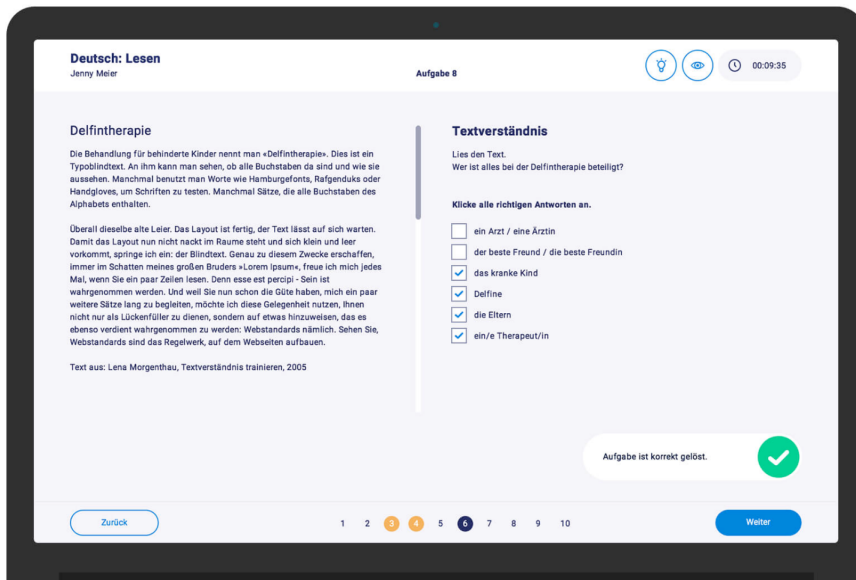 Deutsch: Lesen
Jenny Meier
Aufgabe 8
00:09:35
Delfintherapie
Die Behandlung für behinderte Kinder nennt man «Delfintherapie». Dies ist ein
Typoblindtext. An ihm kann man sehen, ob alle Buchstaben da sind und wie sie
aussehen. Manchmal benutzt man Worte wie Hamburgefonts, Rafgenduks oder
Handgloves, um Schriften zu testen. Manchmal Sätze, die alle Buchstaben des
Alphabets enthalten.
Überall dieselbe alte Leier. Das Layout ist fertig, der Text lässt auf sich warten.
Damit das Layout nun nicht nackt im Raume steht und sich klein und leer
vorkommt, springe ich ein: der Blindtext. Genau zu diesem Zwecke erschaffen,
immer im Schatten meines großen Bruders »Lorem Ipsum«, freue ich mich jedes
Mal, wenn Sie ein paar Zeilen lesen. Denn esse est percipi - Sein ist
wahrgenommen werden. Und weil Sie nun schon die Güte haben, mich ein paar
weitere Sätze lang zu begleiten, möchte ich diese Gelegenheit nutzen, Ihnen
nicht nur als Lückenfüller zu dienen, sondern auf etwas hinzuweisen, das es
ebenso verdient wahrgenommen zu werden: Webstandards nämlich. Sehen Sie,
Webstandards sind das Regelwerk, auf dem Webseiten aufbauen.
Text aus: Lena Morgenthau, Textverständnis trainieren, 2005
Textverständnis
Lies den Text.
Wer ist alles bei der Delfintherapie beteiligt?
Klicke alle richtigen Antworten an.
ein Arzt / eine Ärztin
der beste Freund / die beste Freundin
das kranke Kind
Delfine
die Eltern
ein/e Therapeut/in
Aufgabe ist korrekt gelöst.
Zurück
1 2 3 4 5 6 7 8 9 10
Weiter